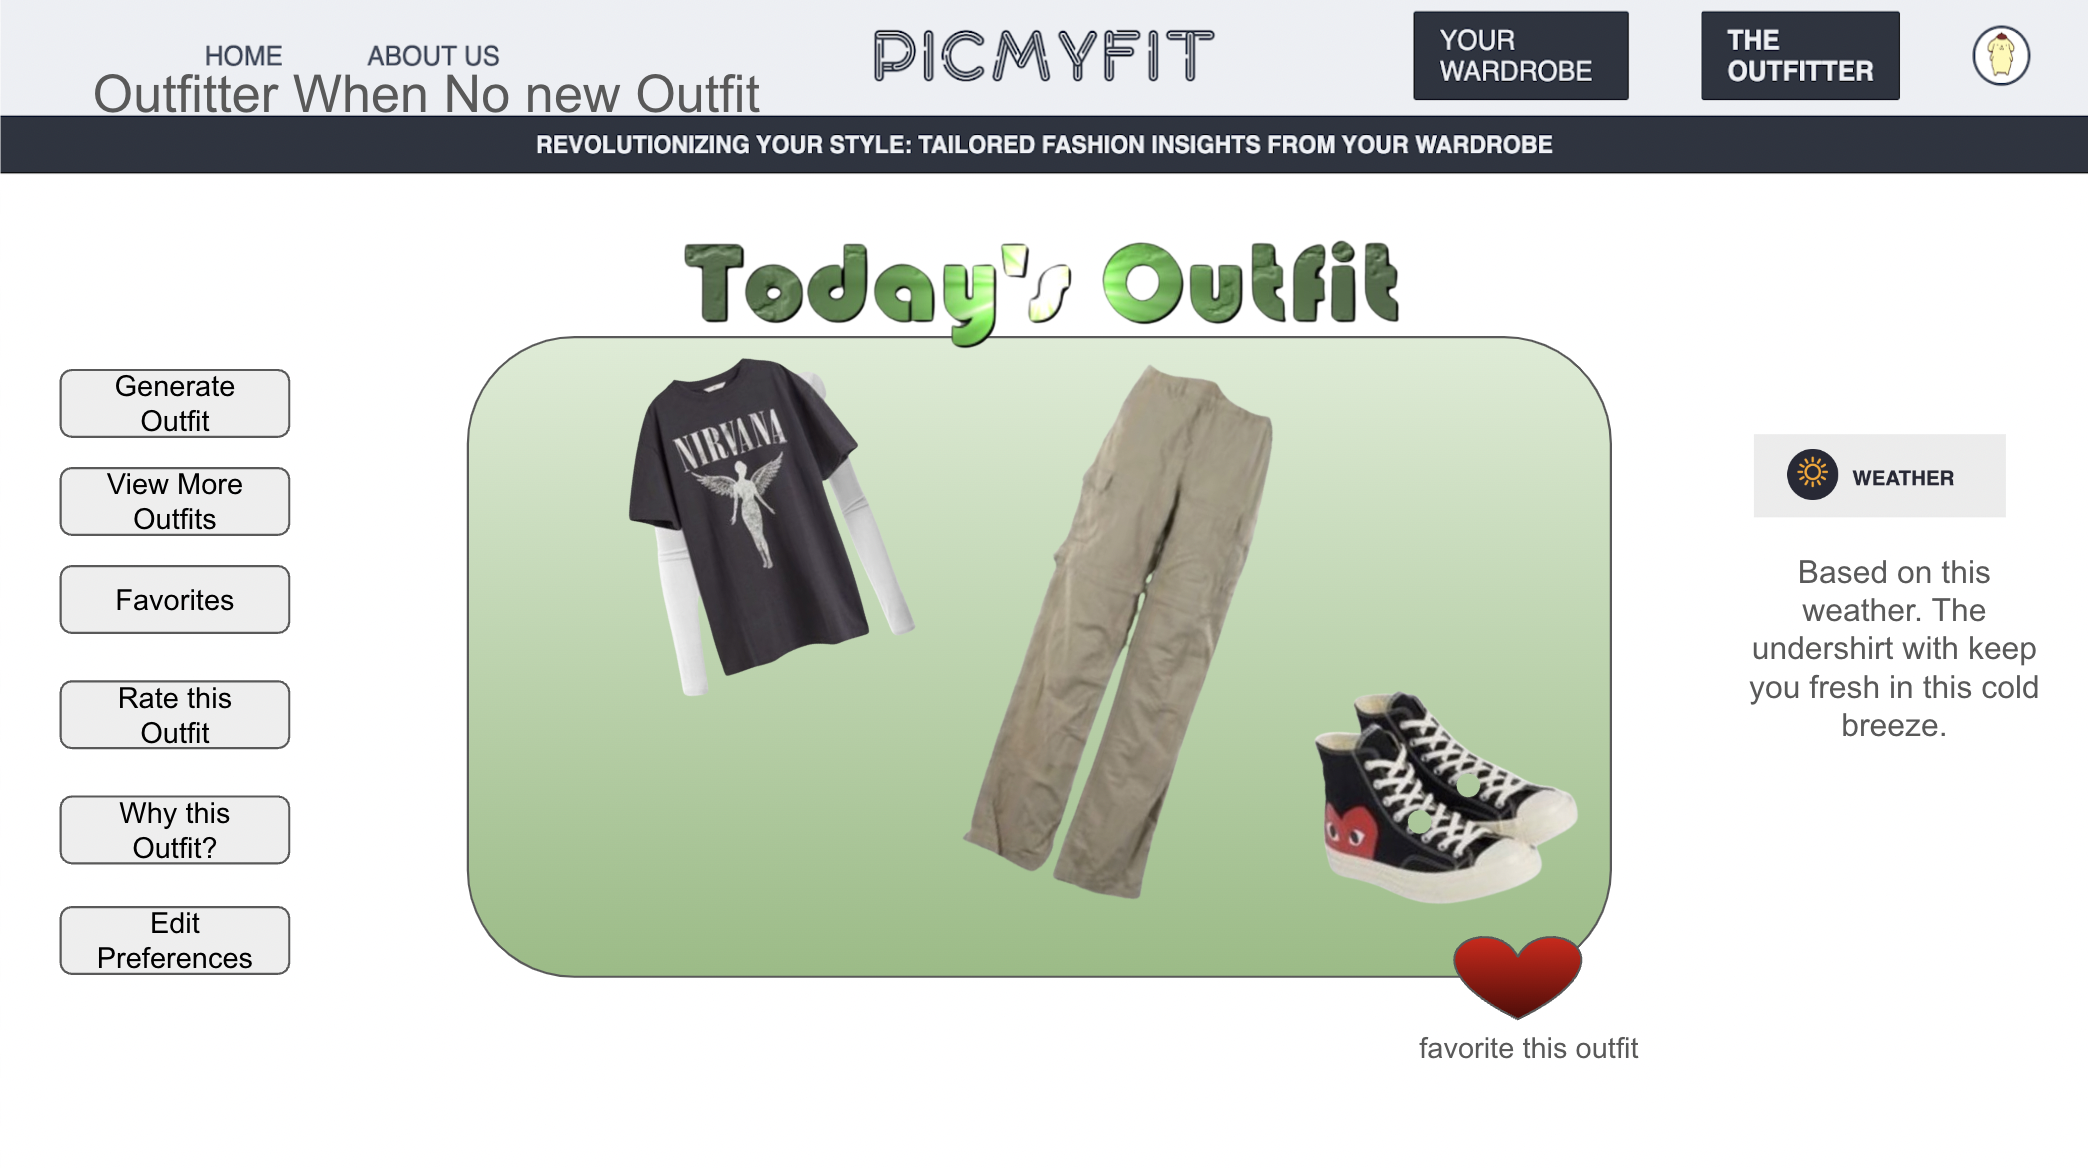 HOME
ABOUT US
PICMYFIT
YOUR
WARDROBE
THE
OUTFITTER
Outfitter When No new Outfit
REVOLUTIONIZING YOUR STYLE: TAILORED FASHION INSIGHTS FROM YOUR WARDROBE
Today's Outfit
Generate
Outfit
View More
Outfits
Favorites
Rate this
Outfit
Why this
Outfit?
Edit
Preferences
NIRVANA
WEATHER
Based on this
weather. The
undershirt with keep
you fresh in this cold
breeze.
favorite this outfit